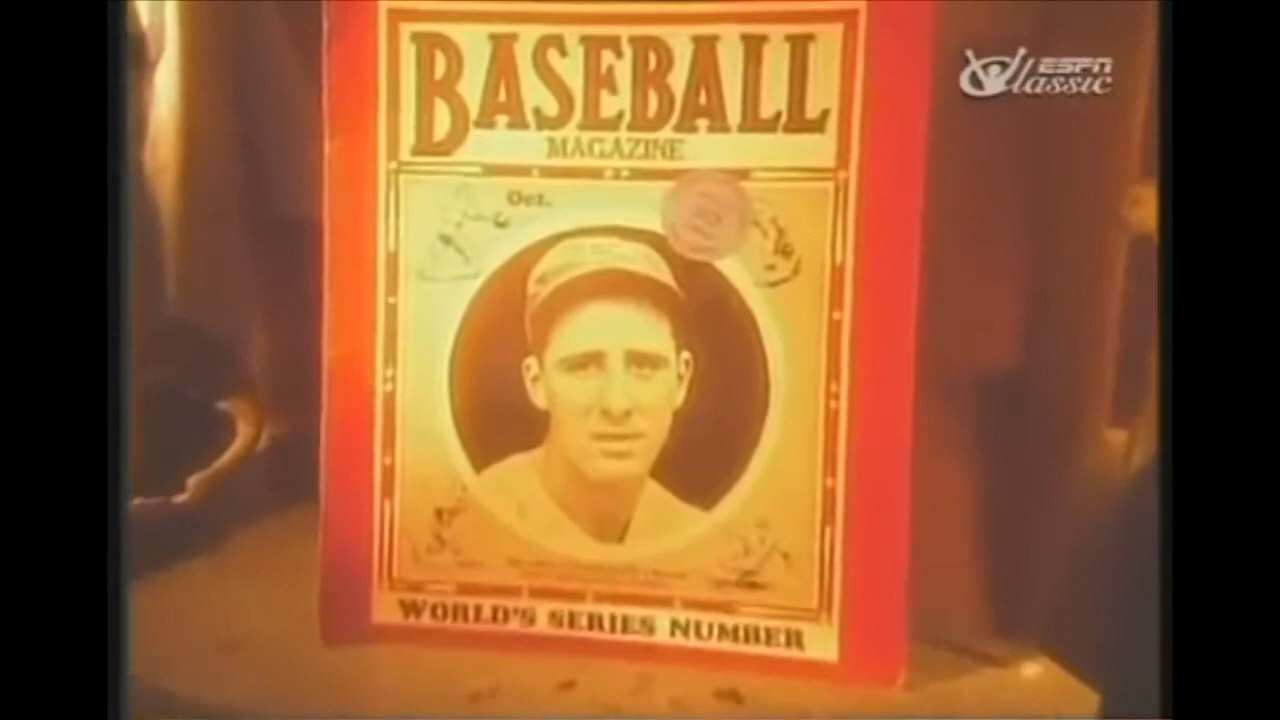 BASEBALL
MAGAZINE
ESPN
Classic
Oct.
WORLD'S SERIES NUMBER